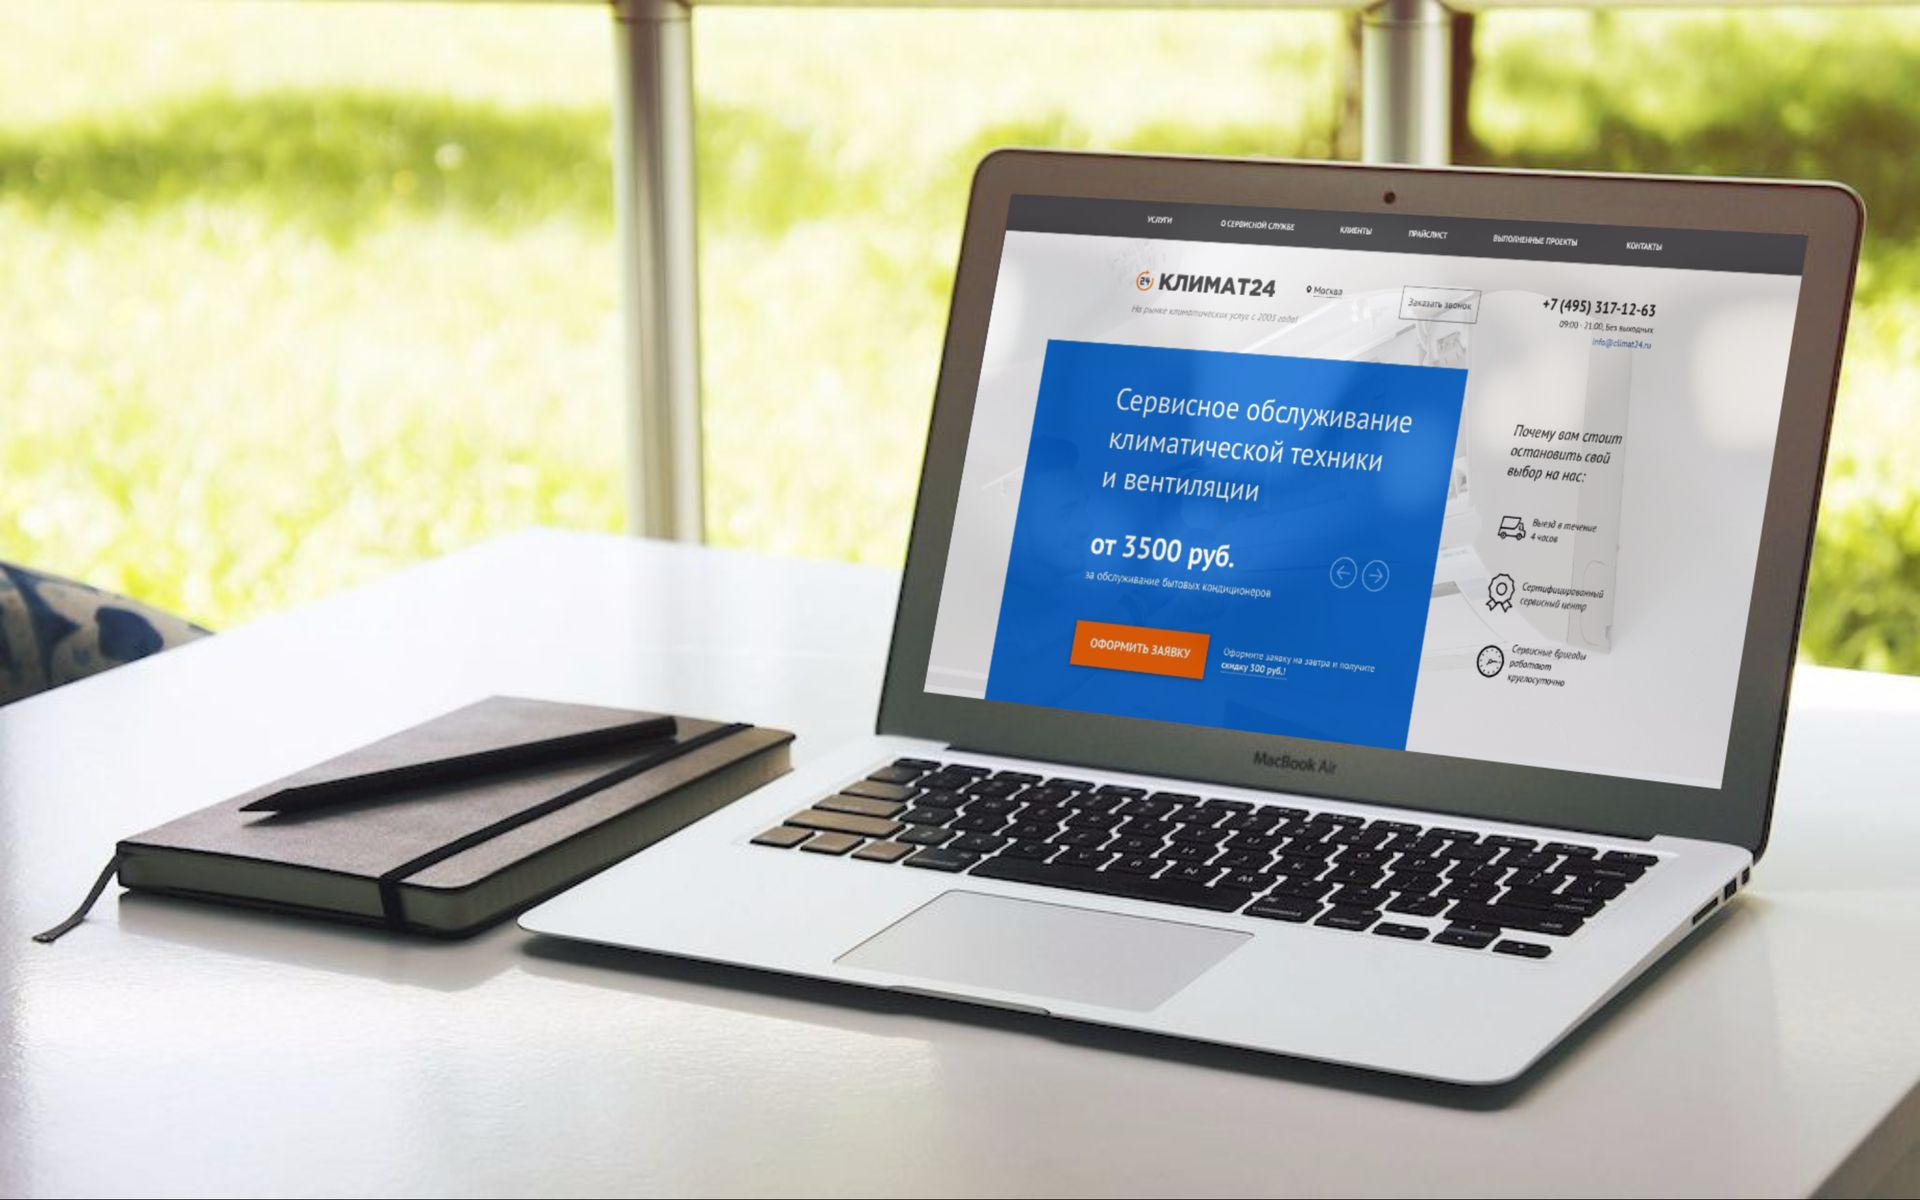 УСЛУГИ
О СЕРВИСНОЙ СЛУЖБЕ
КЛИЕНТЫ
ПРАЙСЛИСТ
ВЫПОЛНЕННЫЕ ПРОЕКТЫ
КОНТАКТЫ
24 КЛИМАТ24
На рынке климатических услуг с 2003 года!
Москва
Заказать звонок
+7 (495) 317-12-63
09:00 - 21:00, Без выходных
info@climat24.ru
Сервисное обслуживание
климатической техники
и вентиляции
от 3500 руб.
за обслуживание бытовых кондиционеров
ОФОРМИТЬ ЗАЯВКУ
Оформите заявку на завтра и получите
скидку 300 руб.!
Почему вам стоит
остановить свой
выбор на нас:
Выезд в течение
4 часов
Сертифицированный
сервисный центр
Сервисные бригады
работают
круглосуточно
MacBook Air